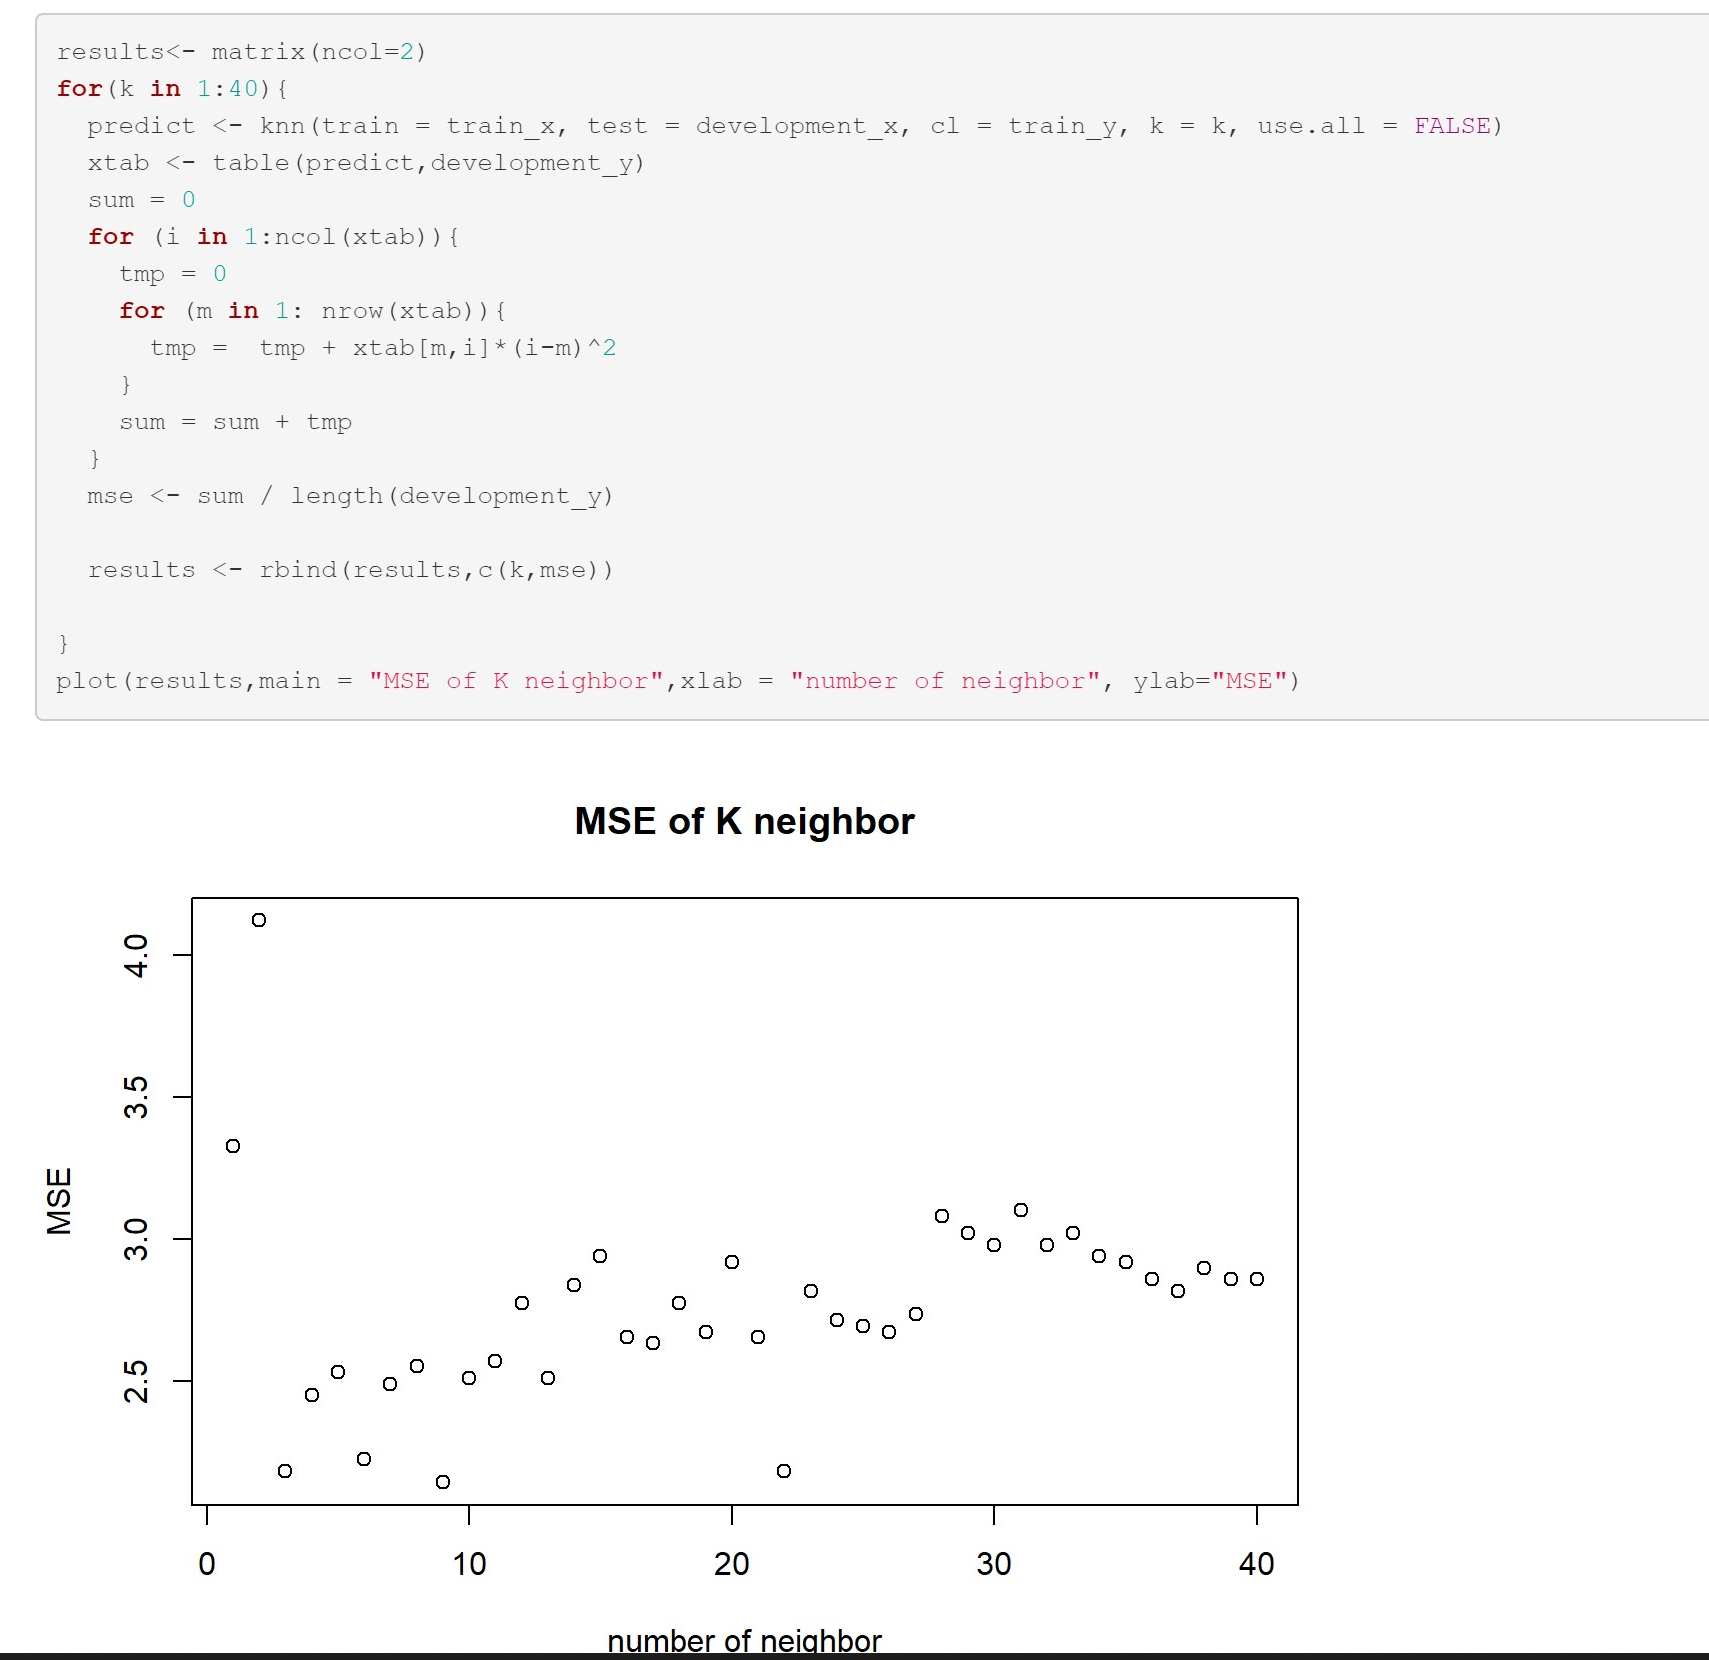 results<- matrix(ncol=2)
for(k in 1:40){
predict <- knn(train = train_x, test = development_x, cl = train_y, k = k, use.all = FALSE)
xtab <- table(predict,development_y)
sum = 0
for (i in 1:ncol(xtab)){
tmp = 0
for (m in 1: nrow(xtab)){
tmp =  tmp + xtab[m,i]*(i-m)^2
}
sum = sum + tmp
}
mse <- sum / length(development_y)
results <- rbind(results,c(k,mse))
}
plot(results,main = "MSE of K neighbor",xlab = "number of neighbor", ylab="MSE")
MSE of K neighbor
4.0
3.5
3.0
2.5
MSE
0 10 20 30 40
number of neighbor